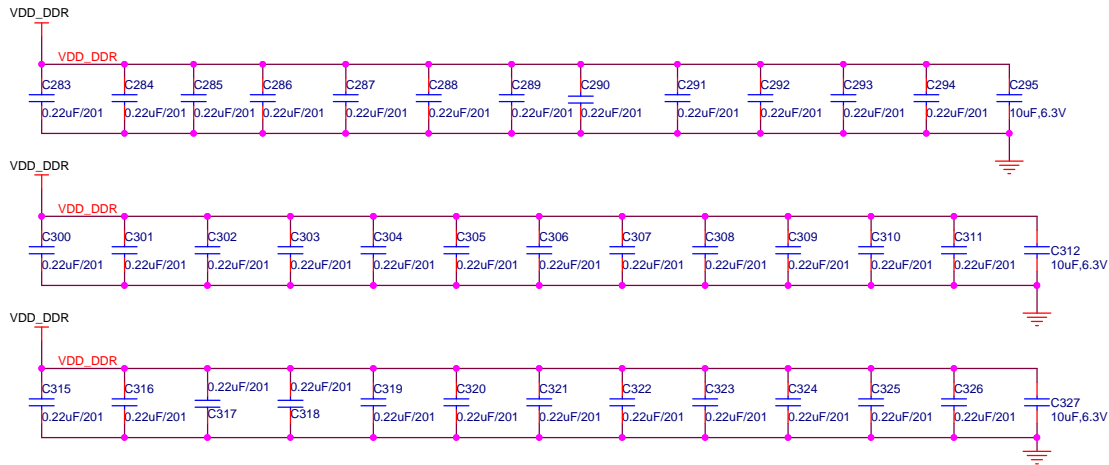 VDD_DDR
VDD_DDR
C283 C284 C285 C286 C287 C288 C289 C290 C291 C292 C293 C294 C295
0.22uF/201 0.22uF/201 0.22uF/201 0.22uF/201 0.22uF/201 0.22uF/201 0.22uF/201 0.22uF/201 0.22uF/201 0.22uF/201 0.22uF/201 0.22uF/201 10uF,6.3V
VDD_DDR
VDD_DDR
C300 C301 C302 C303 C304 C305 C306 C307 C308 C309 C310 C311 C312
0.22uF/201 0.22uF/201 0.22uF/201 0.22uF/201 0.22uF/201 0.22uF/201 0.22uF/201 0.22uF/201 0.22uF/201 0.22uF/201 0.22uF/201 0.22uF/201 10uF,6.3V
VDD_DDR
VDD_DDR
C315 C316 0.22uF/201 0.22uF/201 C319 C320 C321 C322 C323 C324 C325 C326 C327
0.22uF/201 0.22uF/201 C317 C318 0.22uF/201 0.22uF/201 0.22uF/201 0.22uF/201 0.22uF/201 0.22uF/201 0.22uF/201 0.22uF/201 10uF,6.3V